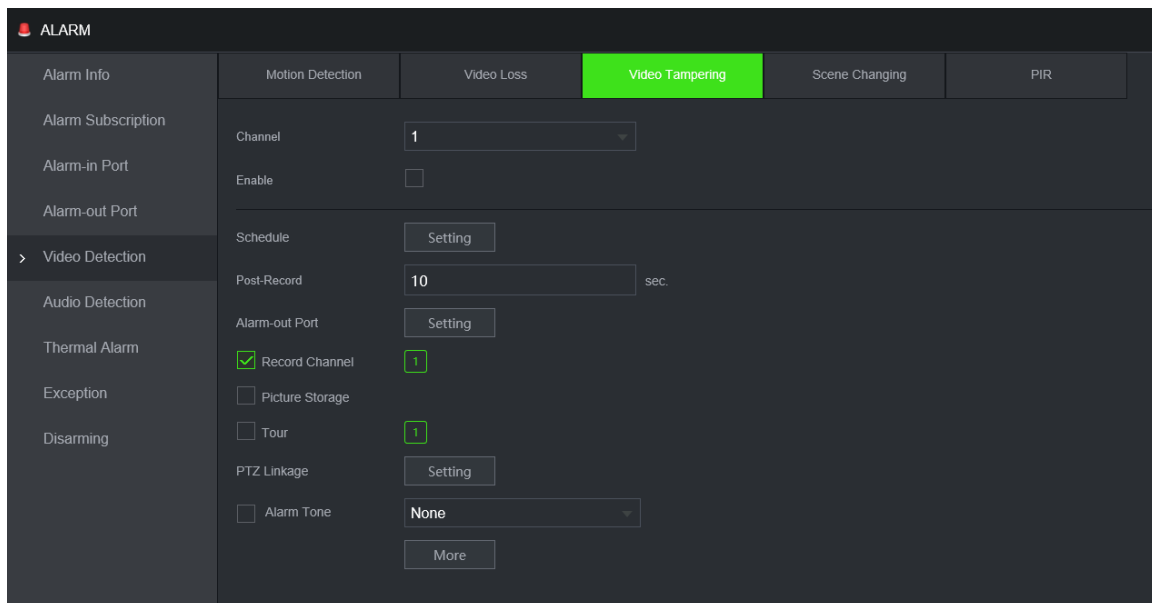 ALARM
Alarm Info
Alarm Subscription
Alarm-in Port
Alarm-out Port
Video Detection
Audio Detection
Thermal Alarm
Exception
Disarming
Motion Detection Video Loss Video Tampering Scene Changing PIR
Channel 1
Enable
Schedule Setting
Post-Record 10 sec.
Alarm-out Port Setting
Record Channel 1
Picture Storage
Tour 1
PTZ Linkage Setting
Alarm Tone None
More